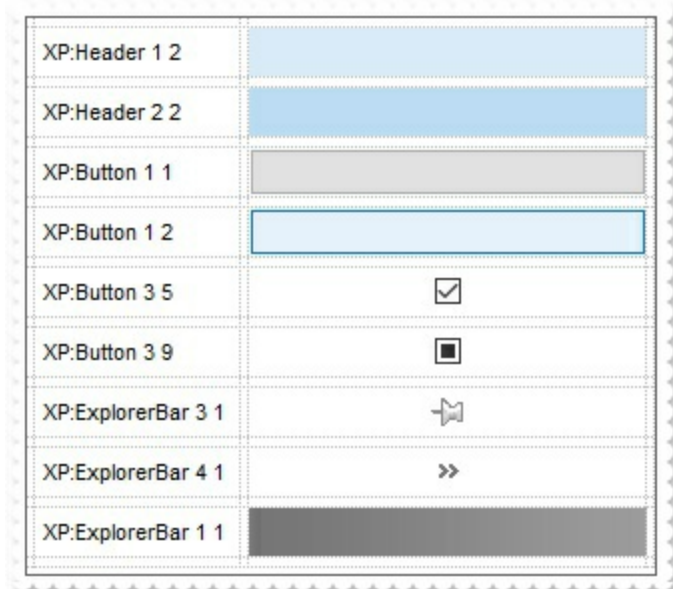 XP:Header 1 2
XP:Header 2 2
XP:Button 1 1
XP:Button 1 2
XP:Button 3 5
XP:Button 3 9
XP:ExplorerBar 3 1
XP:ExplorerBar 4 1
XP:ExplorerBar 1 1